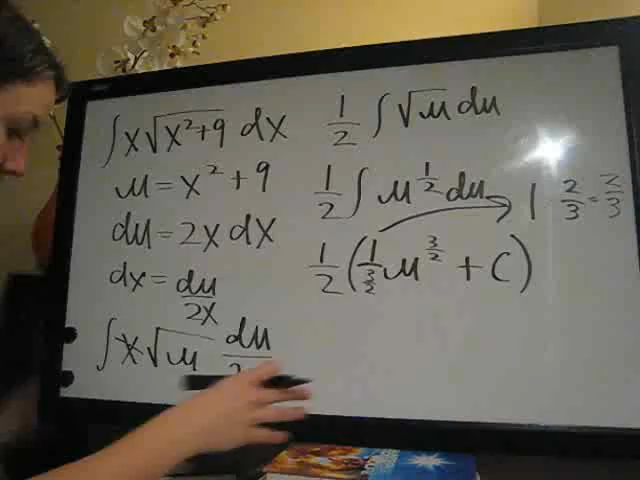 ∫x√(x²+9) dx
u = x² + 9
du = 2x dx
dx = du/2x
∫x√u du/2
1/2 ∫√u du
1/2 ∫ u^(1/2) du
1/2 (1/(3/2) u^(3/2) + C)
1 · 2/3 = 2/3